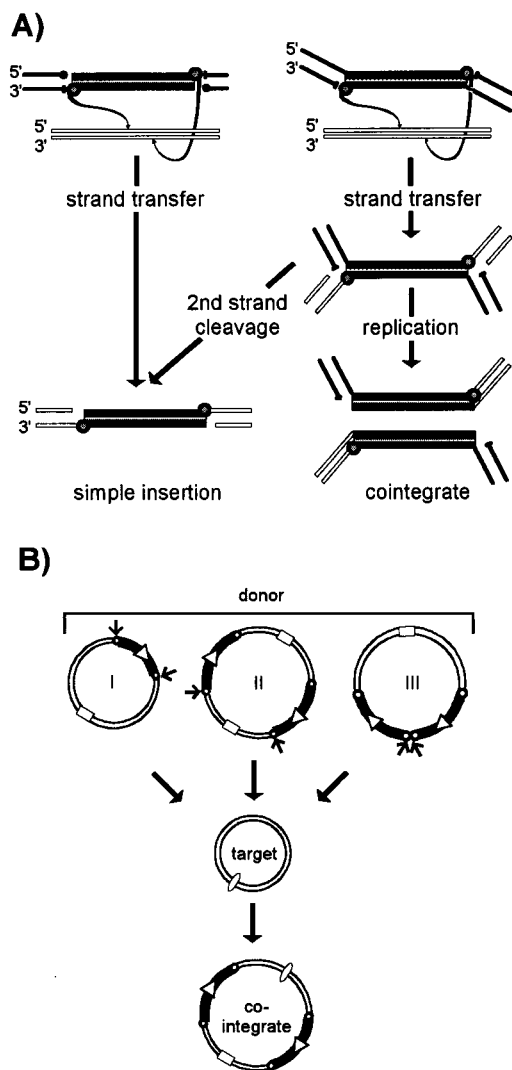 A)
5'
3'
5'
3'
strand transfer
5'
3'
5'
3'
strand transfer
2nd strand
cleavage
replication
5'
3'
simple insertion
cointegrate
B)
donor
I
II
III
target
co-
integrate